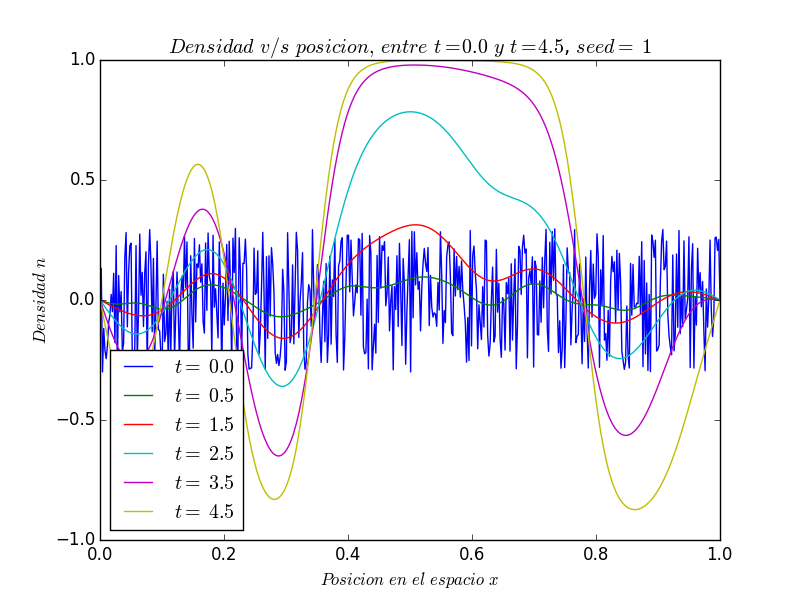 Densidad v/s posicion, entre t=0.0 y t=4.5, seed= 1
1.0
0.5
0.0
−0.5
−1.0
Densidad n
t= 0.0
t= 0.5
t= 1.5
t= 2.5
t= 3.5
t= 4.5
0.0 0.2 0.4 0.6 0.8 1.0
Posicion en el espacio x